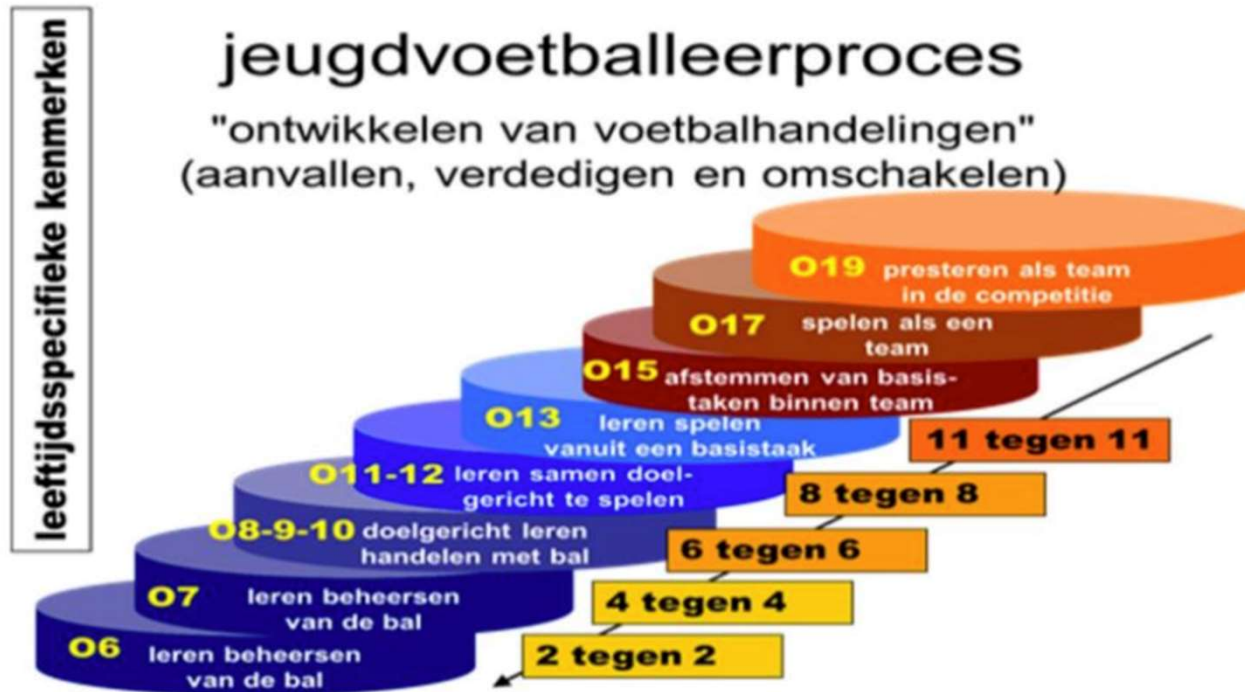 leeftijdsspecifieke kenmerken
jeugdvoetballeerproces
"ontwikkelen van voetbalhandelingen"
(aanvallen, verdedigen en omschakelen)
O19 presteren als team
in de competitie
O17 spelen als een
team
O15 afstemmen van basis-
taken binnen team
O13 leren spelen
vanuit een basistaak
O11-12 leren samen doel-
gericht te spelen
O8-9-10 doelgericht leren
handelen met bal
O7 leren beheersen
van de bal
O6 leren beheersen
van de bal
11 tegen 11
8 tegen 8
6 tegen 6
4 tegen 4
2 tegen 2